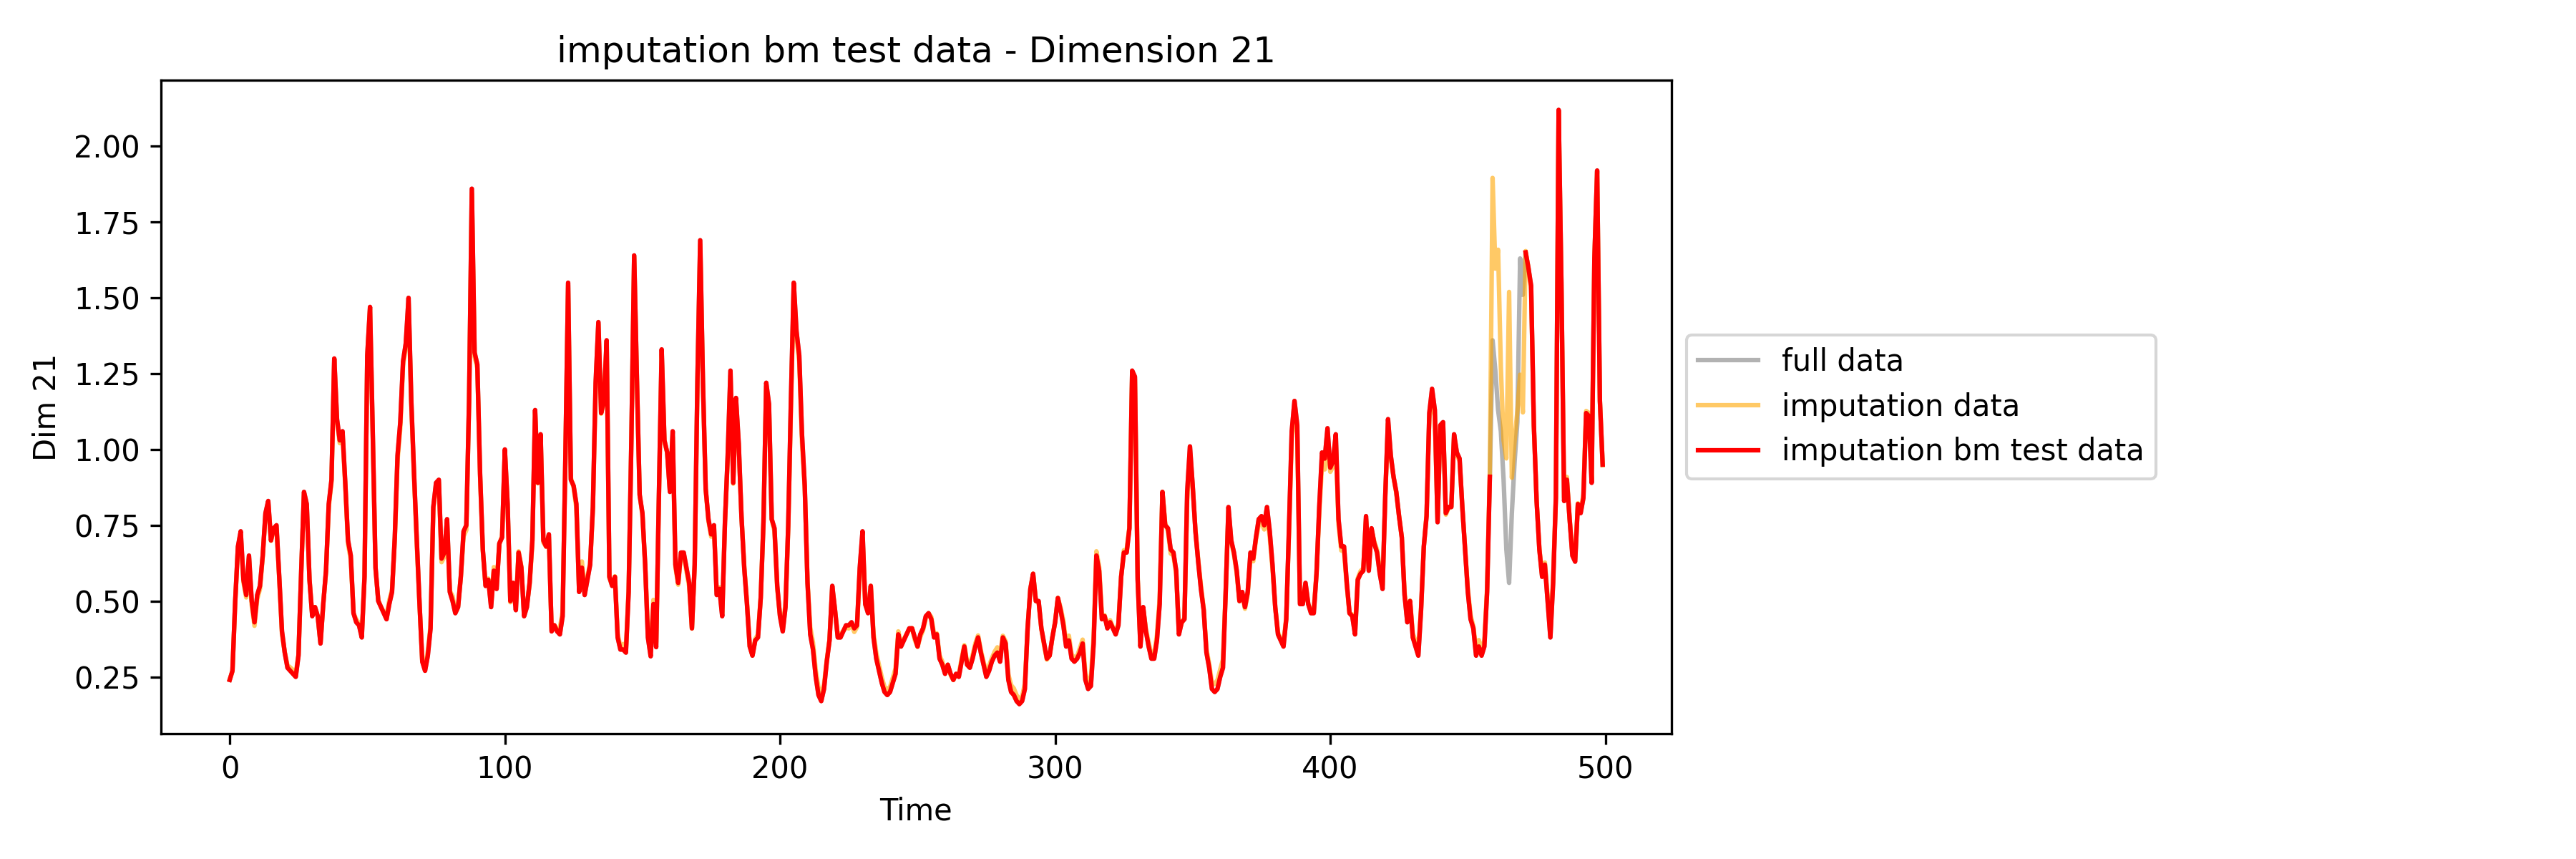 imputation bm test data - Dimension 21
2.00
1.75
1.50
1.25
1.00
0.75
0.50
0.25
Dim 21
0 100 200 300 400 500
Time
full data
imputation data
imputation bm test data